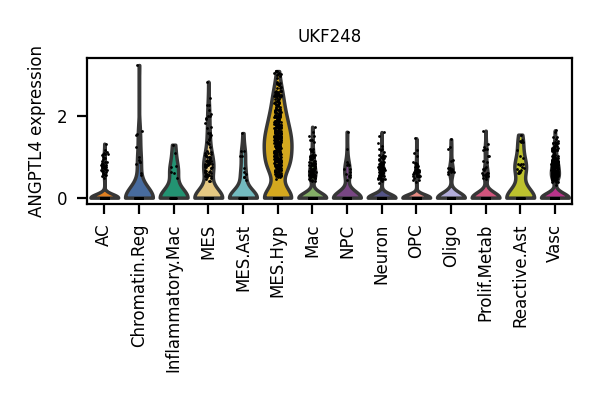 UKF248
ANGPTL4 expression
2
0
AC
Chromatin.Reg
Inflammatory.Mac
MES
MES.Ast
MES.Hyp
Mac
NPC
Neuron
OPC
Oligo
Prolif.Metab
Reactive.Ast
Vasc